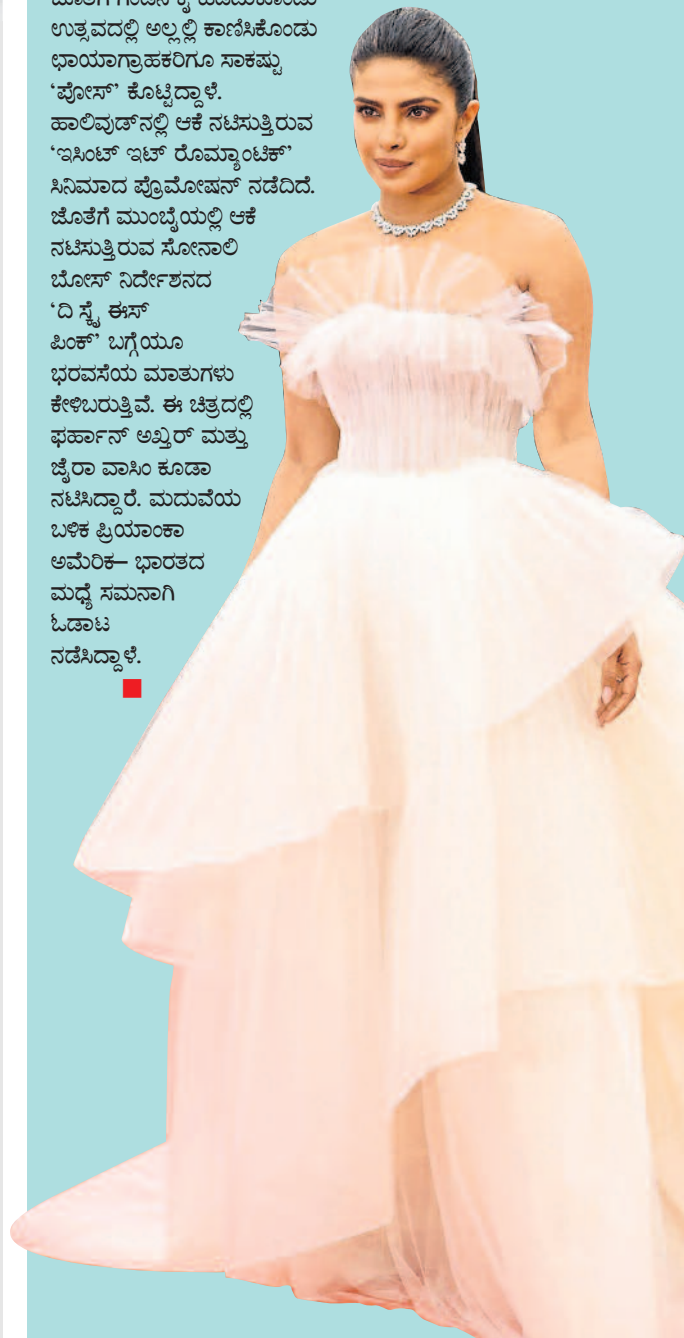 ಉತ್ಸವದಲ್ಲಿ ಅಲ್ಲಲ್ಲಿ ಕಾಣಿಸಿಕೊಂಡು
ಛಾಯಾಗ್ರಾಹಕರಿಗೂ ಸಾಕಷ್ಟು
‘ಪೋಸ್’ ಕೊಟ್ಟಿದ್ದಾಳೆ.
ಹಾಲಿವುಡ್‌ನಲ್ಲಿ ಆಕೆ ನಟಿಸುತ್ತಿರುವ
‘ಇಸಿಂಟ್ ಇಟ್ ರೊಮ್ಯಾಂಟಿಕ್’
ಸಿನಿಮಾದ ಪ್ರೊಮೋಷನ್ ನಡೆದಿದೆ.
ಜೊತೆಗೆ ಮುಂಬೈಯಲ್ಲಿ ಆಕೆ
ನಟಿಸುತ್ತಿರುವ ಸೋನಾಲಿ
ಬೋಸ್ ನಿರ್ದೇಶನದ
‘ದಿ ಸ್ಕೈ ಈಸ್
ಪಿಂಕ್’ ಬಗ್ಗೆಯೂ
ಭರವಸೆಯ ಮಾತುಗಳು
ಕೇಳಿಬರುತ್ತಿವೆ. ಈ ಚಿತ್ರದಲ್ಲಿ
ಫರ್ಹಾನ್ ಅಖ್ತರ್ ಮತ್ತು
ಜೈರಾ ವಾಸಿಂ ಕೂಡಾ
ನಟಿಸಿದ್ದಾರೆ. ಮದುವೆಯ
ಬಳಿಕ ಪ್ರಿಯಾಂಕಾ
ಅಮೆರಿಕ– ಭಾರತದ
ಮಧ್ಯೆ ಸಮನಾಗಿ
ಓಡಾಟ
ನಡೆಸಿದ್ದಾಳೆ.